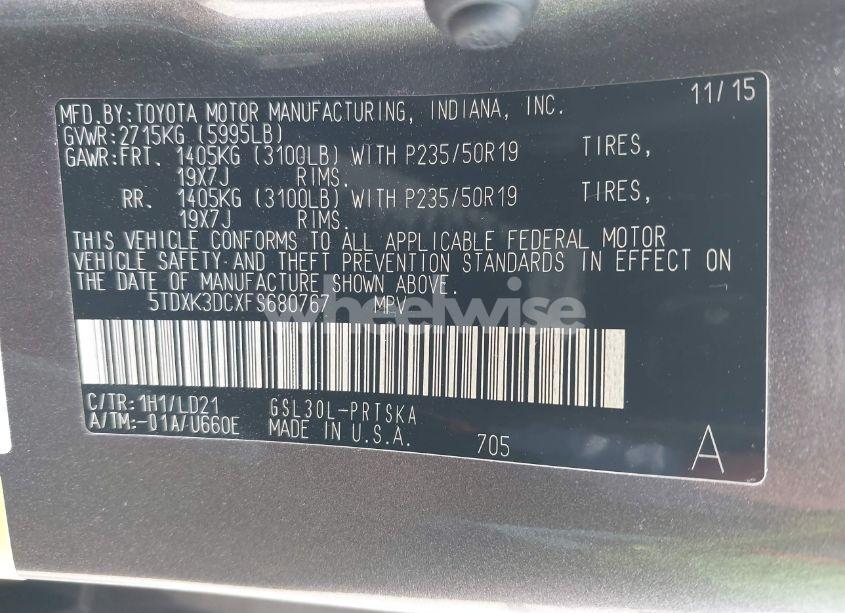 11/15
MFD.BY:TOYOTA MOTOR MANUFACTURING, INDIANA, INC.
GVWR:2715KG (5995LB)
GAWR:FRT. 1405KG (3100LB) WITH P235/50R19 TIRES,
19X7J RIMS.
RR. 1405KG (3100LB) WITH P235/50R19 TIRES,
19X7J RIMS.
THIS VEHICLE CONFORMS TO ALL APPLICABLE FEDERAL MOTOR
VEHICLE SAFETY AND THEFT PREVENTION STANDARDS IN EFFECT ON
THE DATE OF MANUFACTURE SHOWN ABOVE.
5TDXK3DCXFS680767 MPV
wheelwise
C/TR:1H1/LD21 GSL30L-PRTSKA
A/TM:-01A/U660E MADE IN U.S.A. 705
A